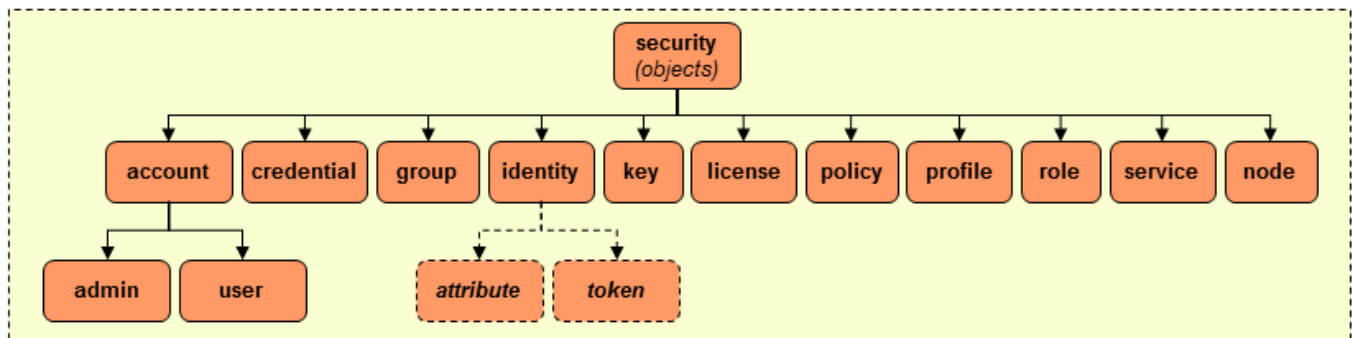 security
(objects)
account
credential
group
identity
key
license
policy
profile
role
service
node
admin
user
attribute
token